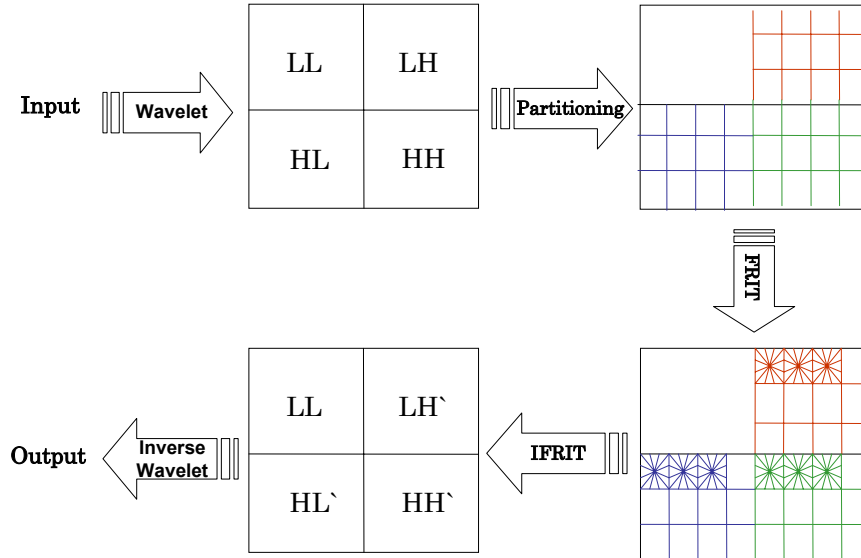 LL LH
Input Wavelet Partitioning
HL HH
FRIT
LL LH`
Output Inverse Wavelet IFRIT
HL` HH`